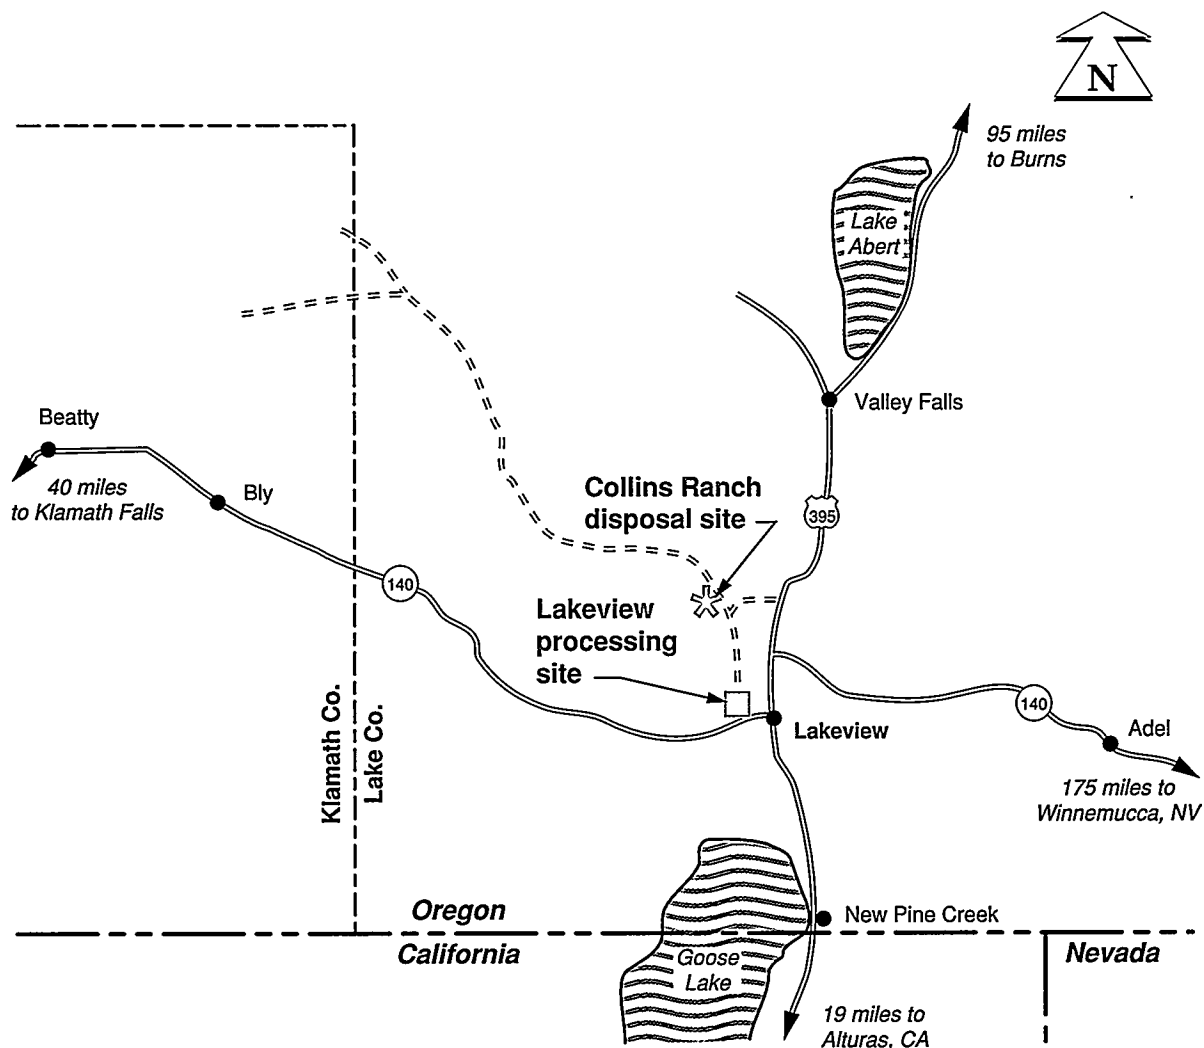 N
95 miles
to Burns
Lake
Abert
Valley Falls
Beatty
40 miles
to Klamath Falls
Bly
Collins Ranch
disposal site
395
140
Lakeview
processing
site
140
Lakeview
Adel
175 miles to
Winnemucca, NV
Klamath Co.
Lake Co.
New Pine Creek
Oregon
California
Nevada
Goose
Lake
19 miles to
Alturas, CA